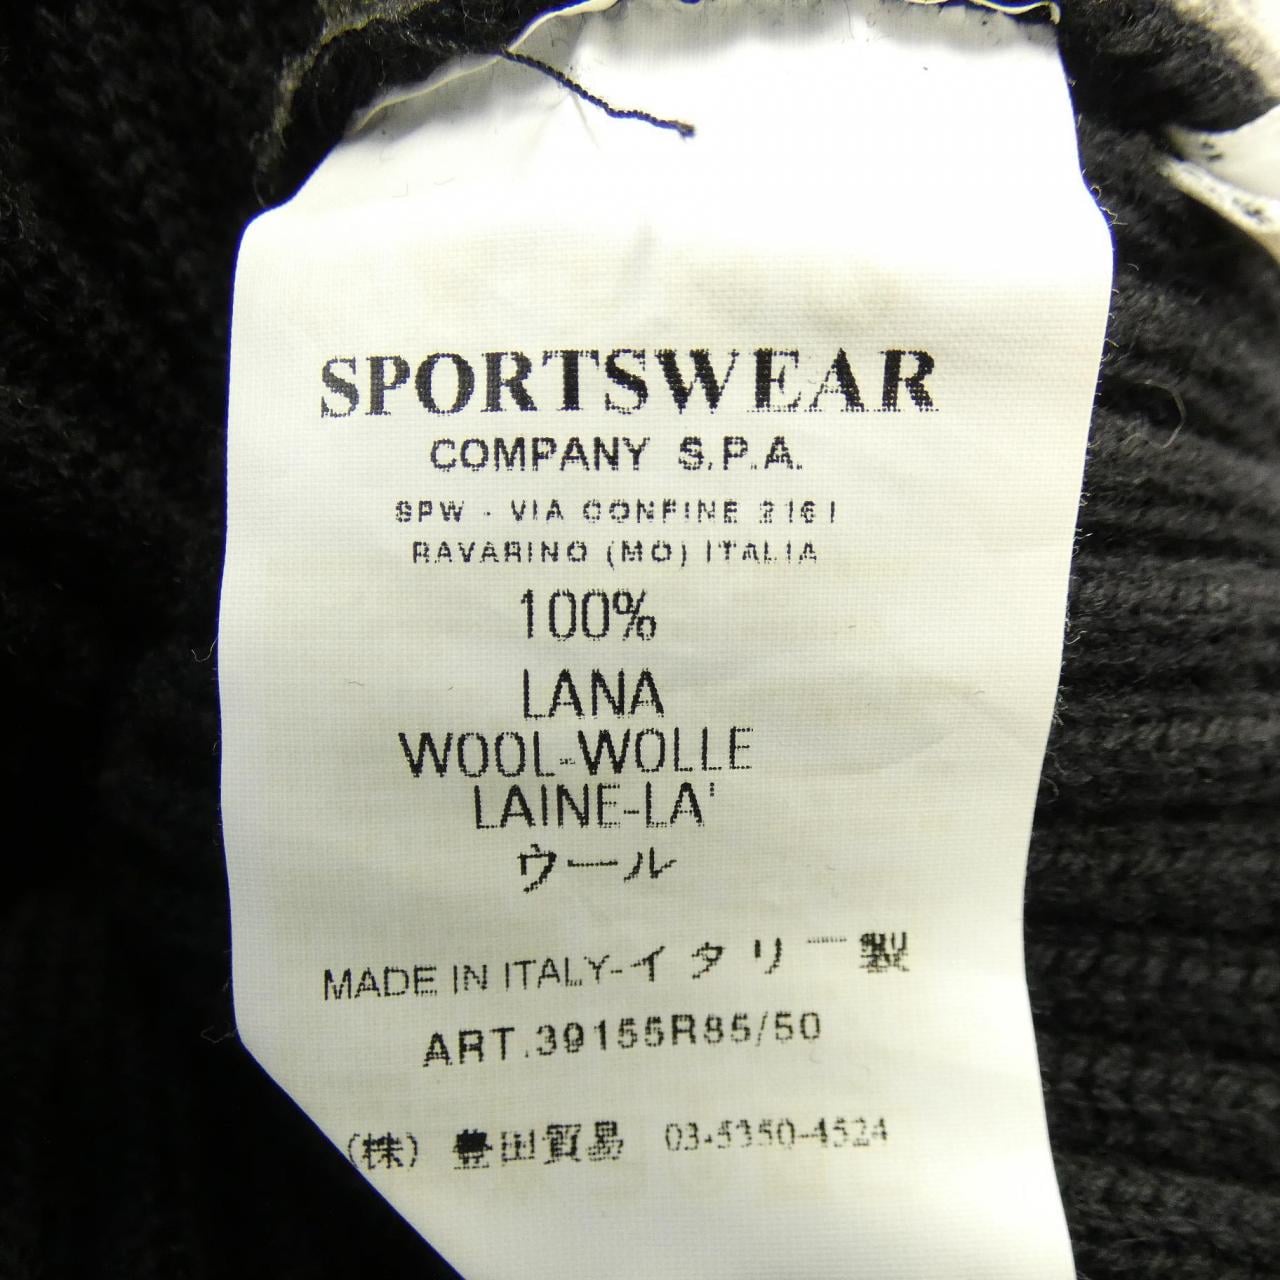 SPORTSWEAR
COMPANY S.P.A.
SPW - VIA CONFINE 2161
RAVARINO (MO) ITALIA
100%
LANA
WOOL-WOLLE
LAINE-LA'
ウール
MADE IN ITALY-イタリー製
ART.39155R85/50
(株) 豊田貿易 03-5350-4524